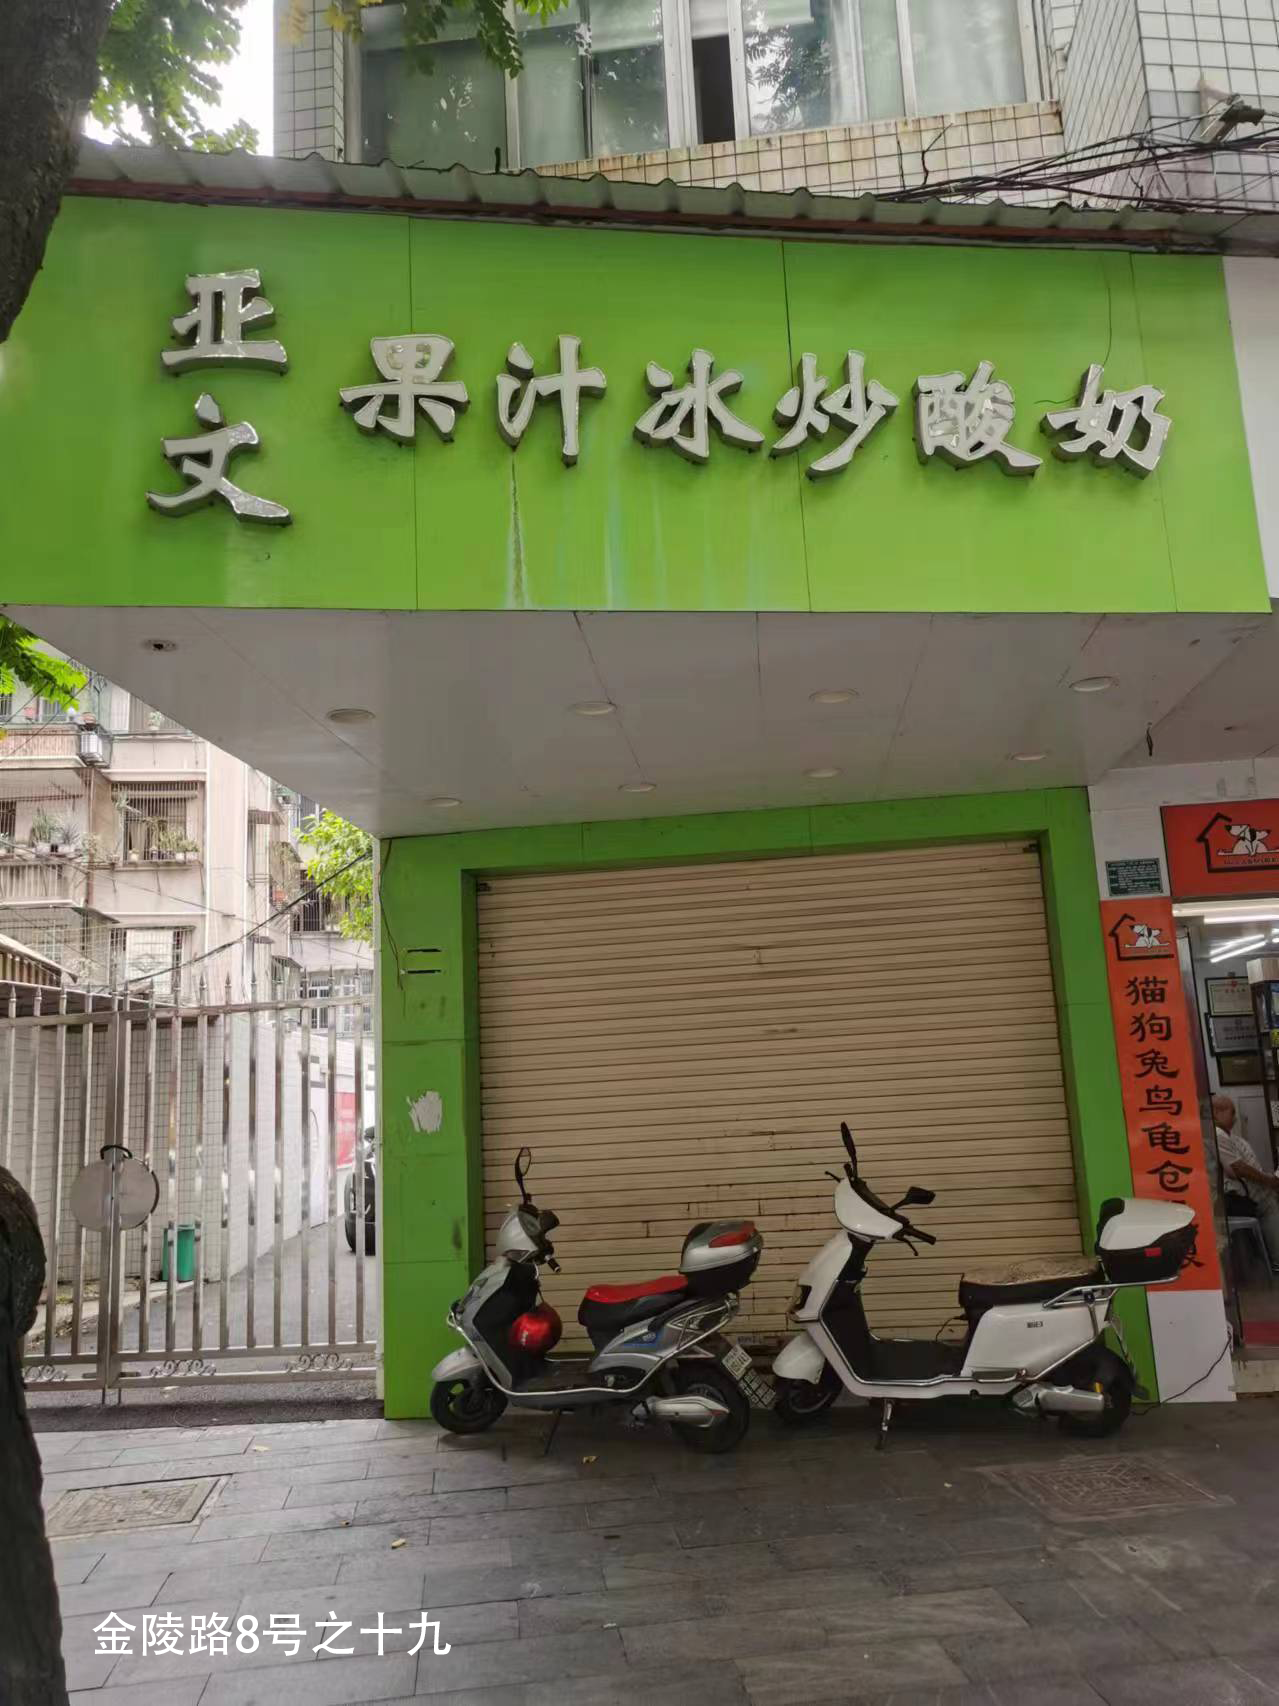 亚文
果汁冰炒酸奶
猫狗兔鸟龟仓
金陵路8号之十九